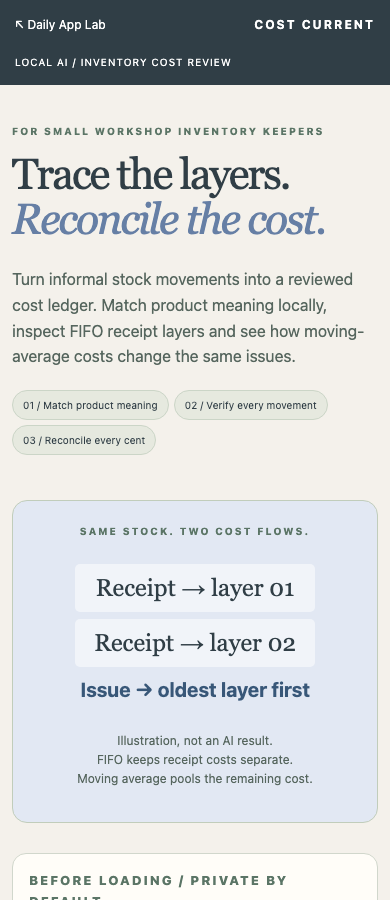 ↖ Daily App Lab
COST CURRENT
LOCAL AI / INVENTORY COST REVIEW
FOR SMALL WORKSHOP INVENTORY KEEPERS
Trace the layers.
Reconcile the cost.
Turn informal stock movements into a reviewed
cost ledger. Match product meaning locally,
inspect FIFO receipt layers and see how moving-
average costs change the same issues.
01 / Match product meaning
02 / Verify every movement
03 / Reconcile every cent
SAME STOCK. TWO COST FLOWS.
Receipt → layer 01
Receipt → layer 02
Issue → oldest layer first
Illustration, not an AI result.
FIFO keeps receipt costs separate.
Moving average pools the remaining cost.
BEFORE LOADING / PRIVATE BY
DEFAULT